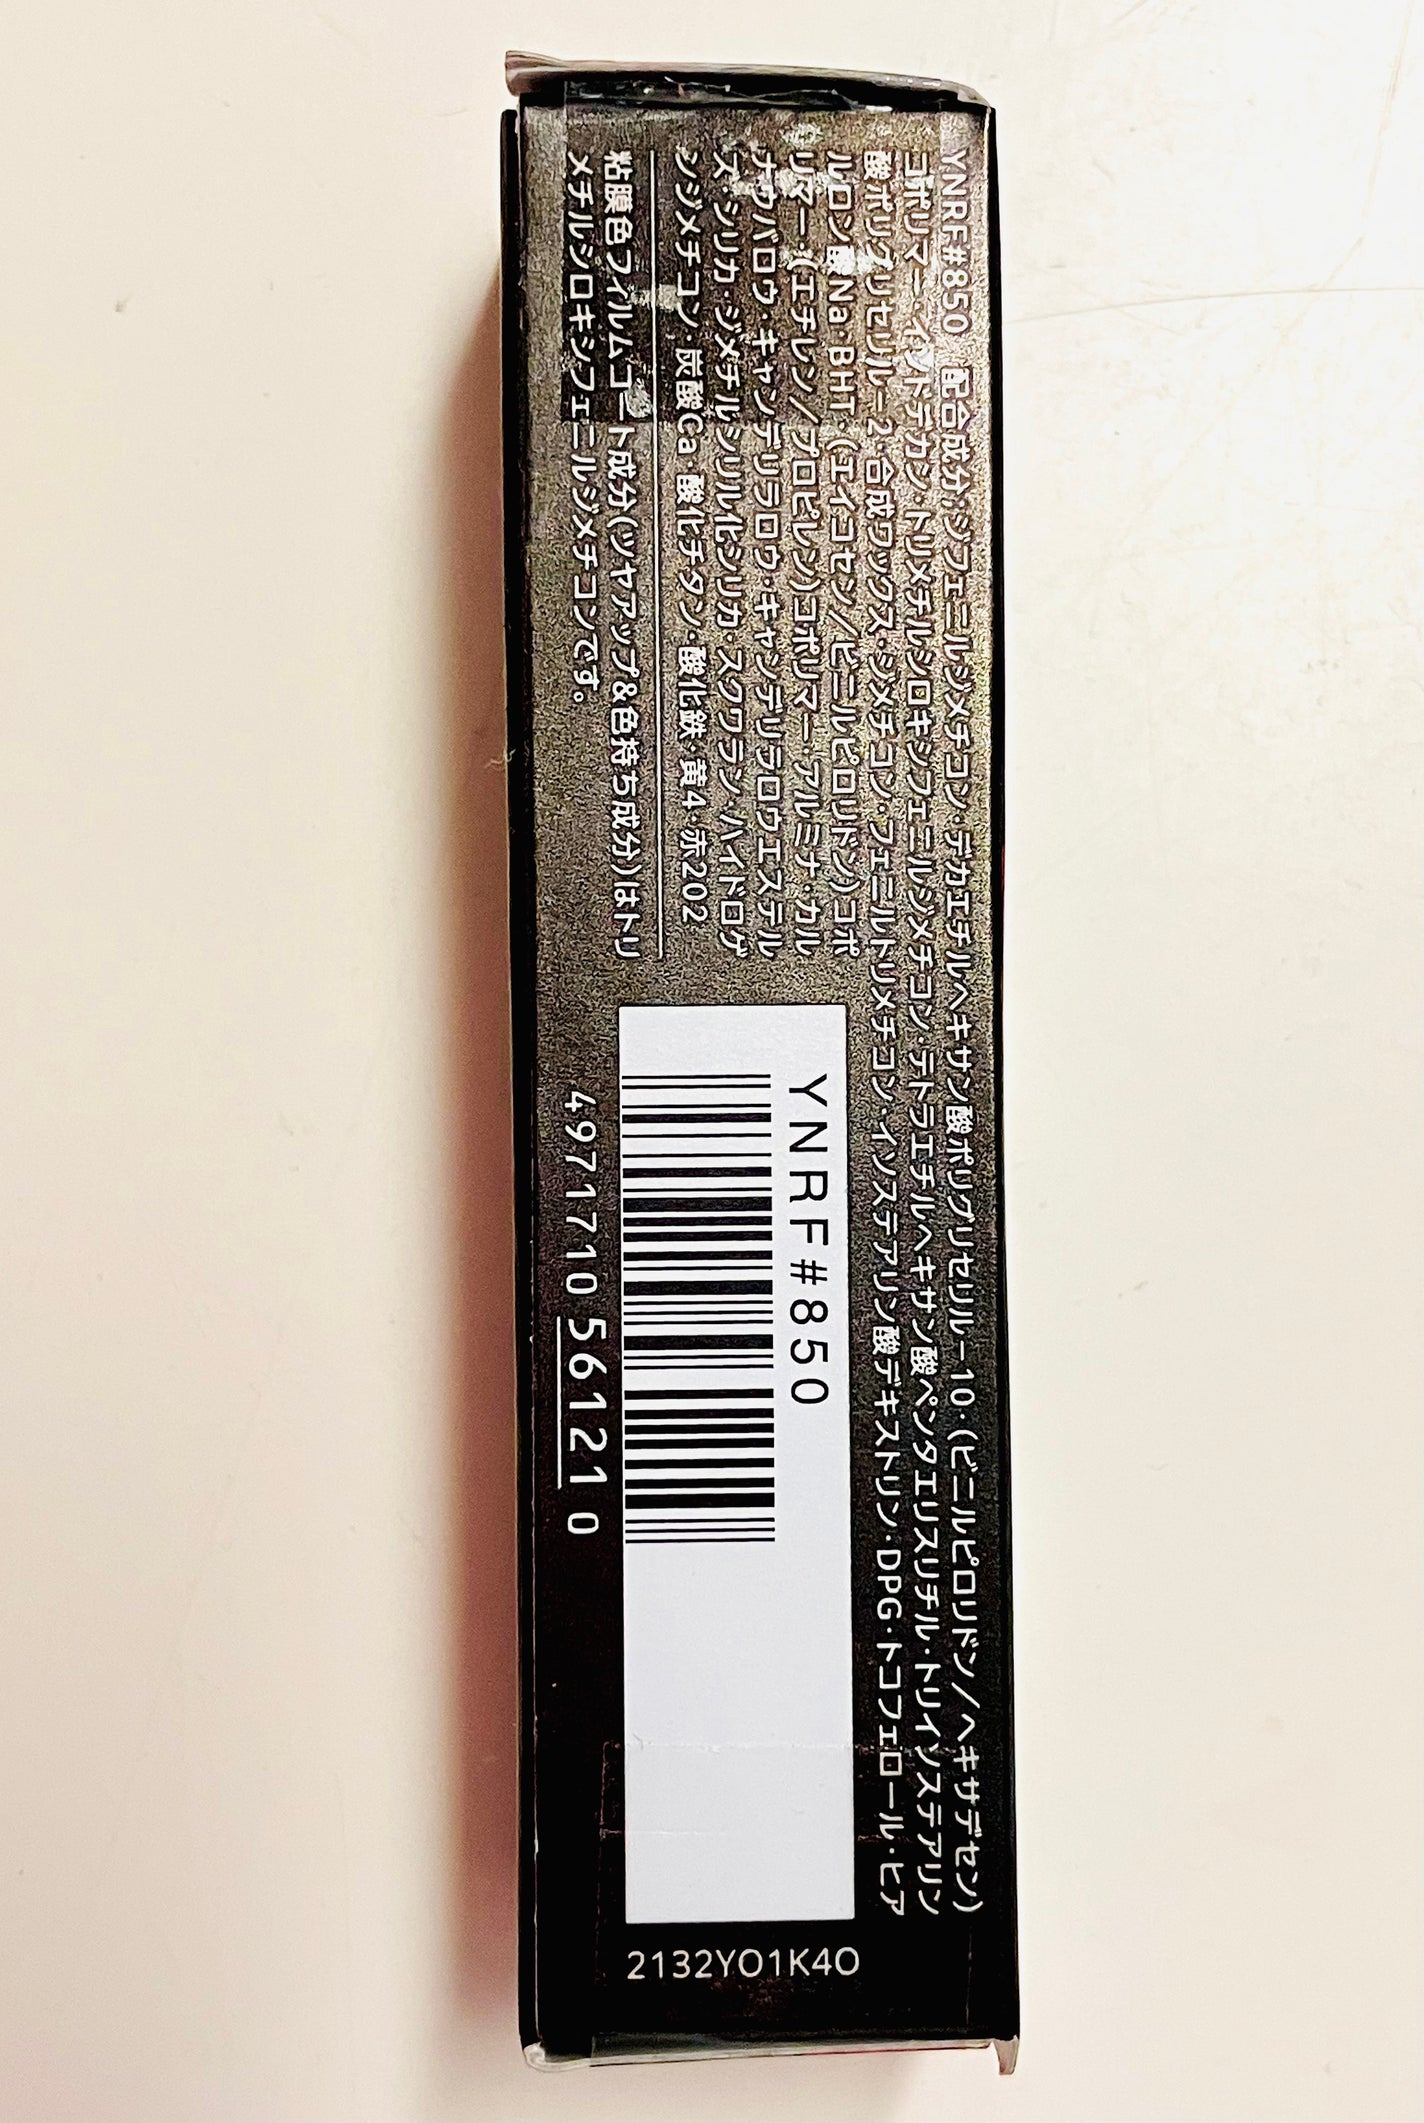 YNRF#850 配合成分:ジフェニルジメチコン・デカエチルヘキサン酸ポリグリセリル-10・(ビニルピロリドン/ヘキサデセン)
コポリマー・イソドデカン・トリメチルシロキシフェニルジメチコン・テトラエチルヘキサン酸ペンタエリスリチル・トリイソステアリン
酸ポリグリセリル-2・合成ワックス・ジメチコン・フェニルトリメチコン・イソステアリン酸デキストリン・DPG・トコフェロール・ヒア
ルロン酸Na・BHT・(エイコセン/ビニルピロリドン)コポ
リマー・(エチレン/プロピレン)コポリマー・アルミナ・カル
ナウバロウ・キャンデリラロウ・キャンデリラロウエステル
ズ・シリカ・ジメチルシリル化シリカ・スクワラン・ハイドロゲ
ンジメチコン・炭酸Ca・酸化チタン・酸化鉄・黄4・赤202
粘膜色フィルムコート成分(ツヤアップ&色持ち成分)はトリ
メチルシロキシフェニルジメチコンです。
YNRF#850
4971710 56121 0
2132YO1K4O